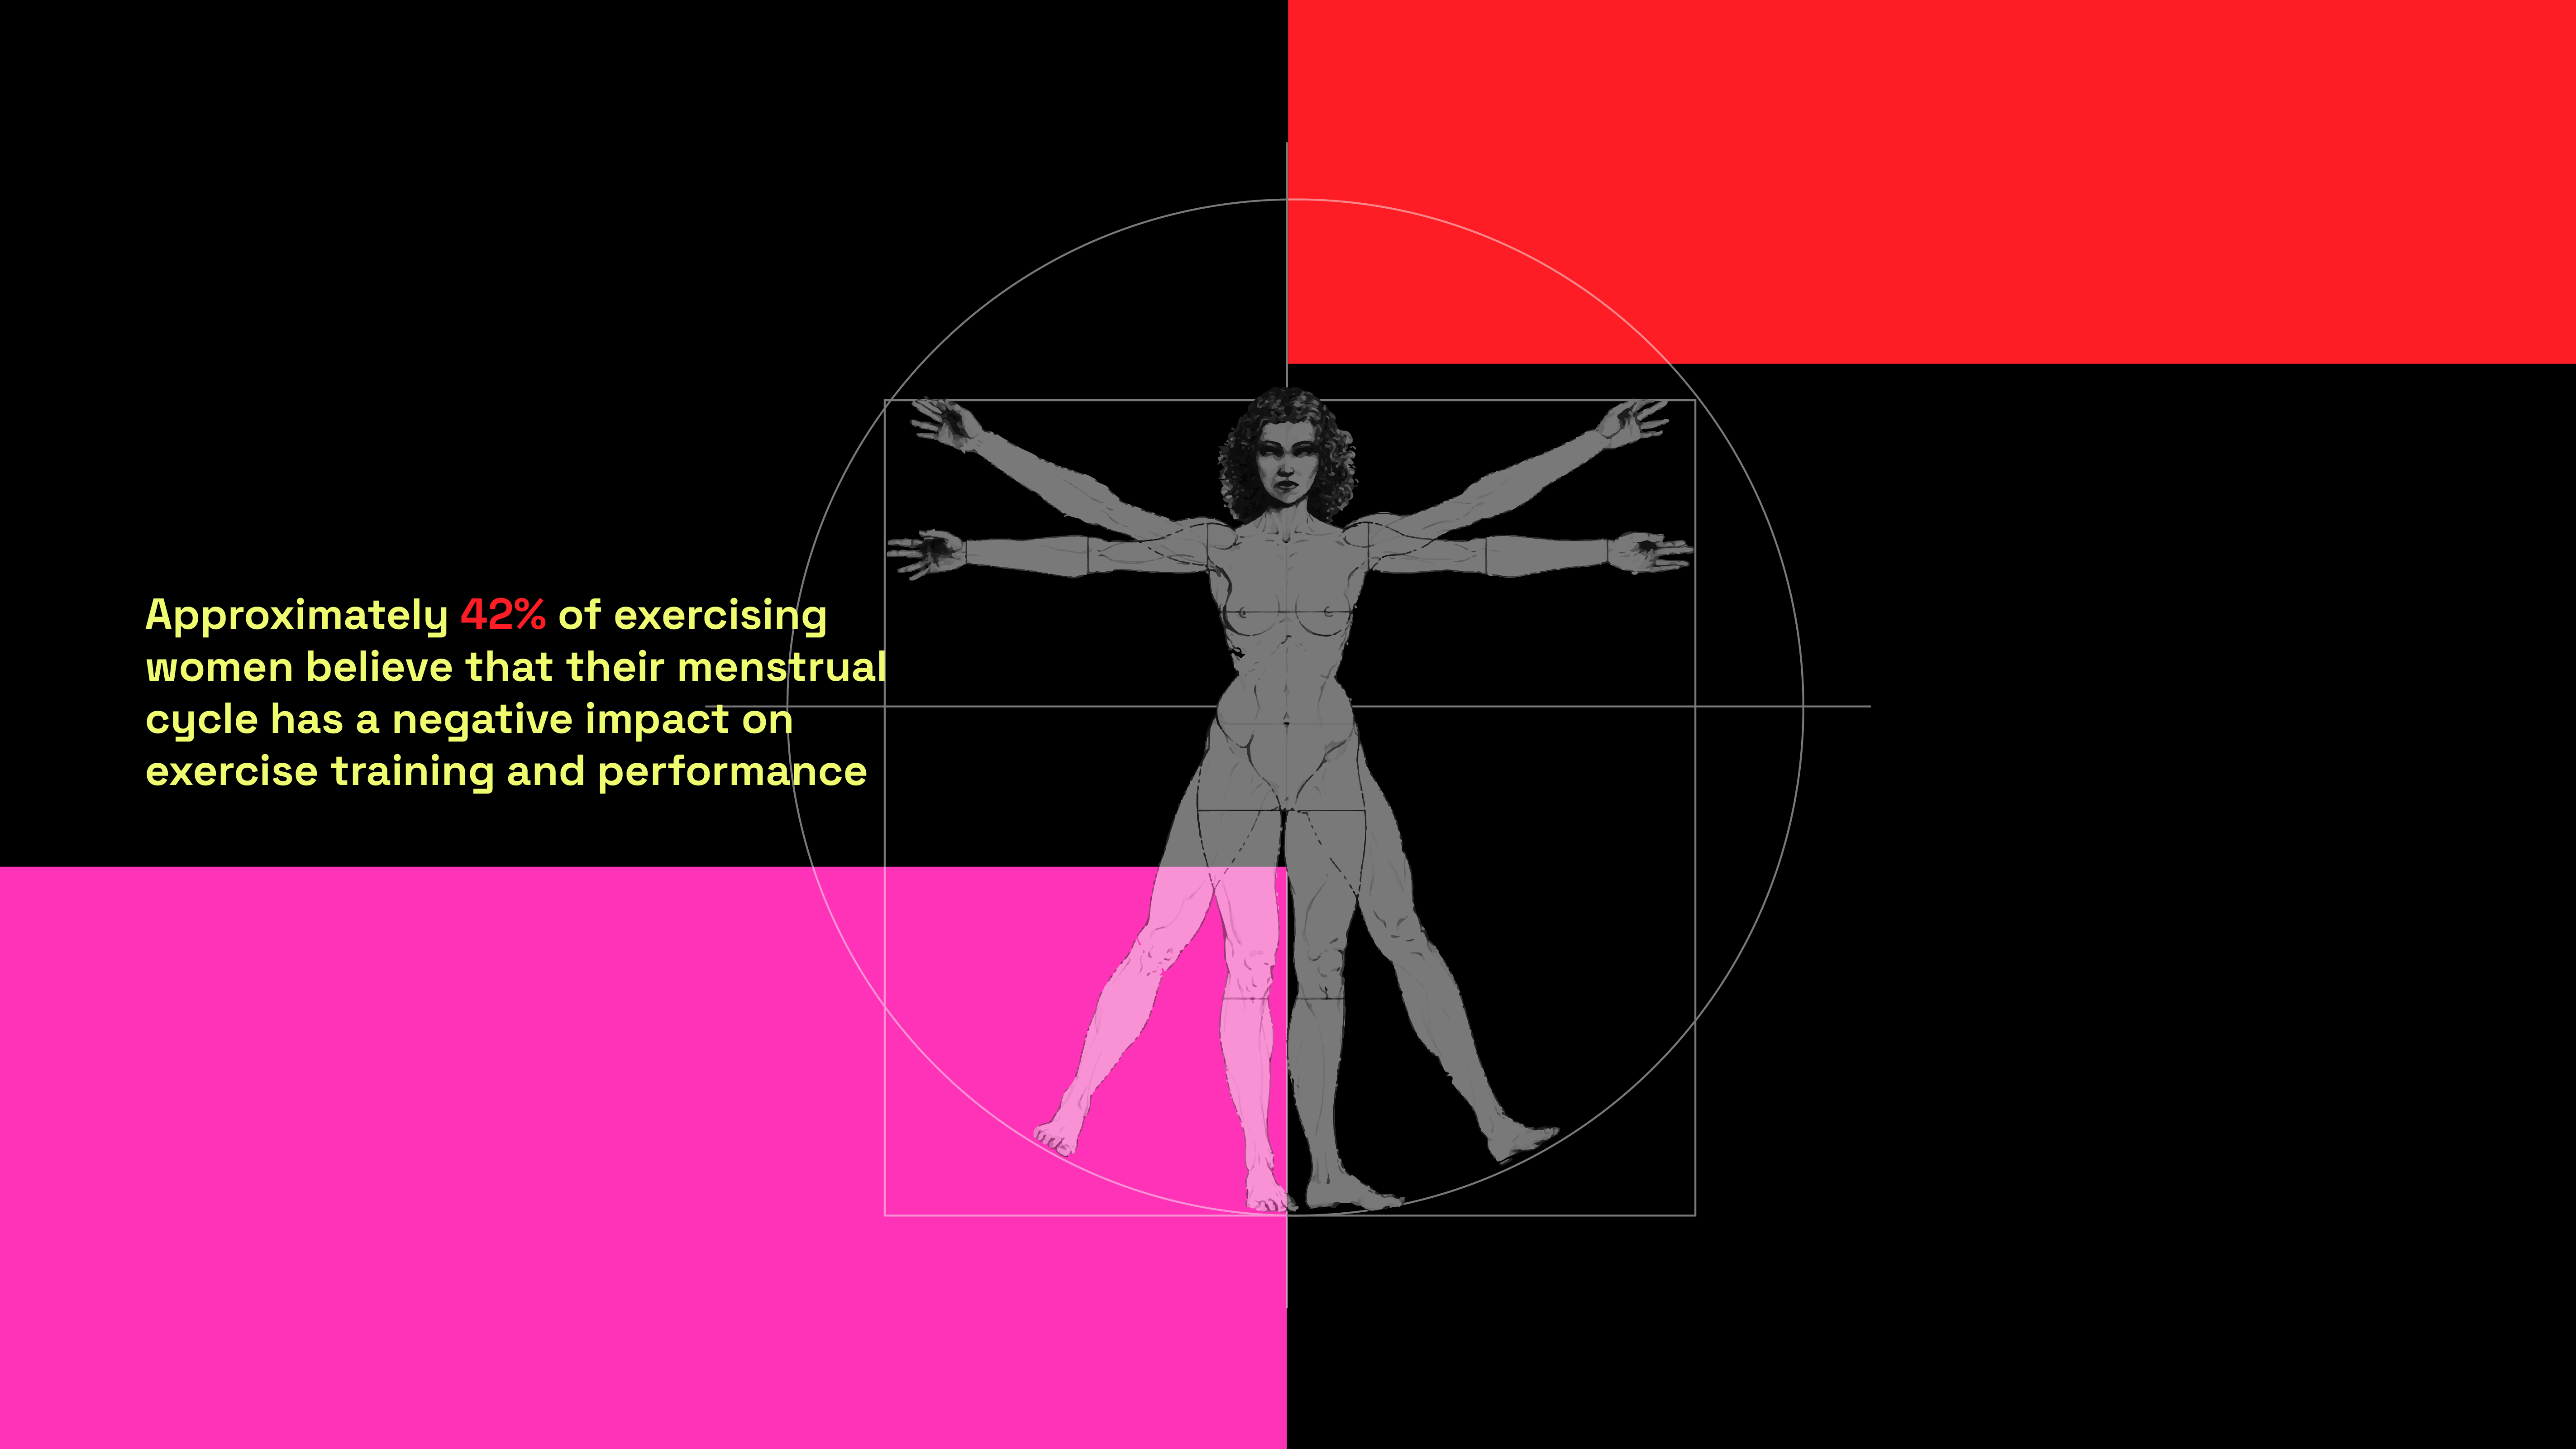 Approximately 42% of exercising
women believe that their menstrual
cycle has a negative impact on
exercise training and performance